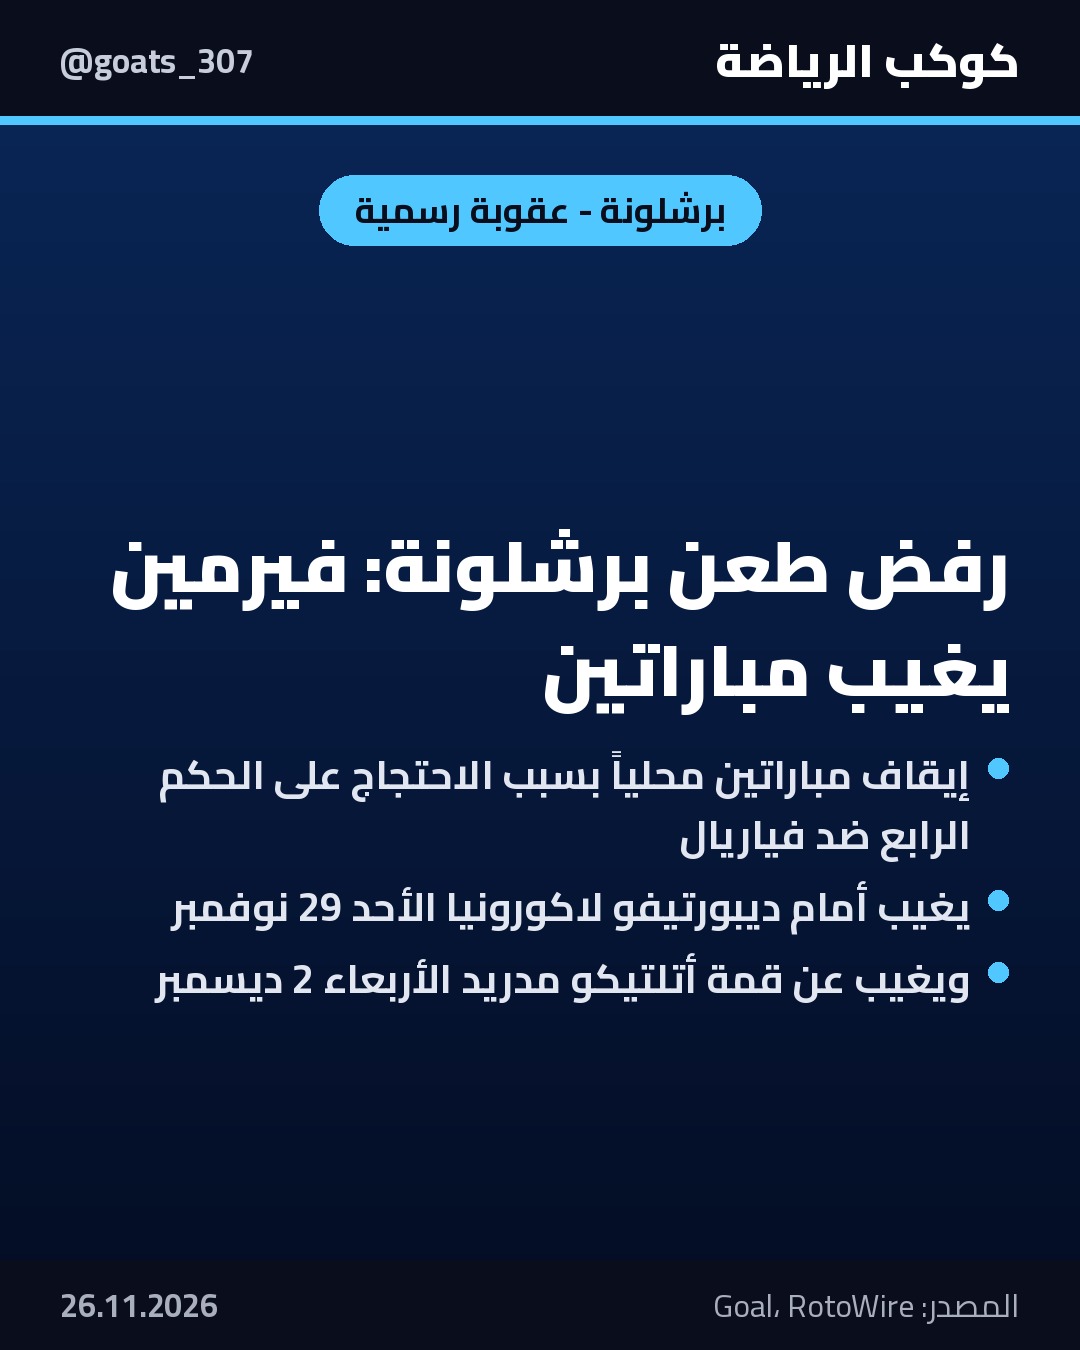 كوكب الرياضة
@goats_307
برشلونة - عقوبة رسمية
رفض طعن برشلونة: فيرمين
يغيب مباراتين
إيقاف مباراتين محلياً بسبب الاحتجاج على الحكم
الرابع ضد فياريال
يغيب أمام ديبورتيفو لاكورونيا الأحد 29 نوفمبر
ويغيب عن قمة أتلتيكو مدريد الأربعاء 2 ديسمبر
المصدر: Goal، RotoWire
26.11.2026